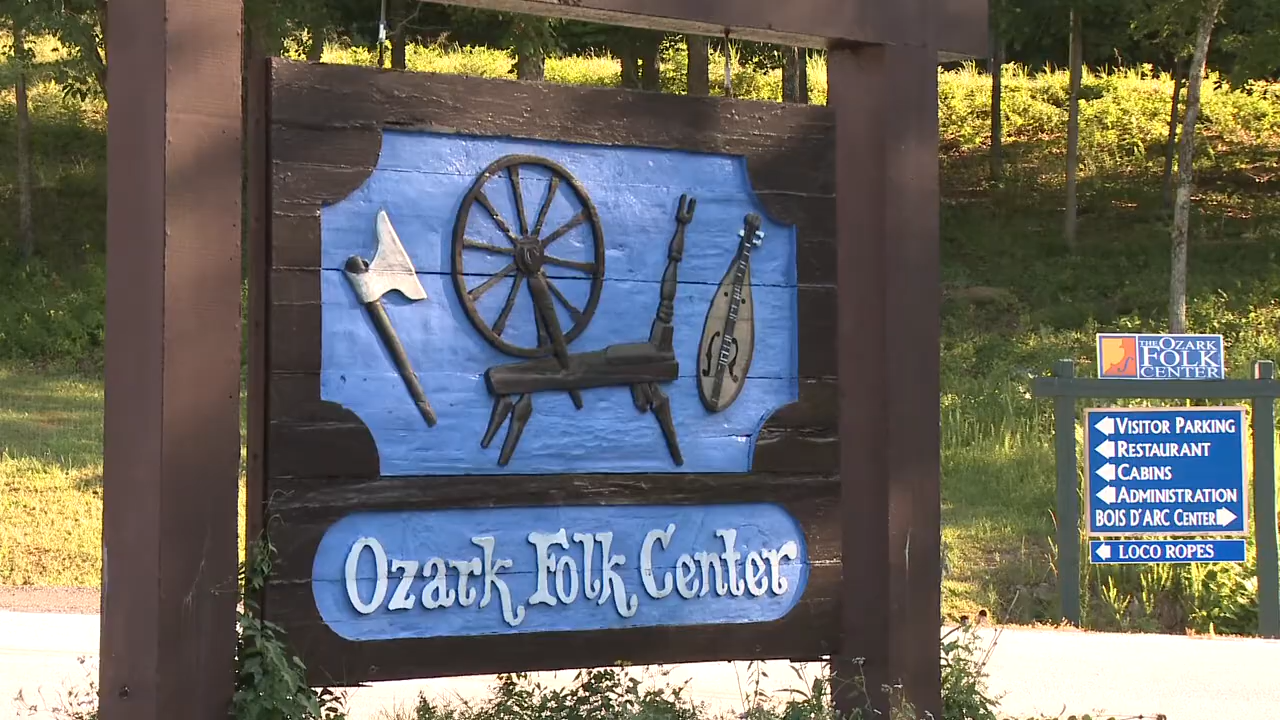 Ozark Folk Center
THE OZARK
FOLK
CENTER
VISITOR PARKING
RESTAURANT
CABINS
ADMINISTRATION
BOIS D'ARC CENTER
LOCO ROPES